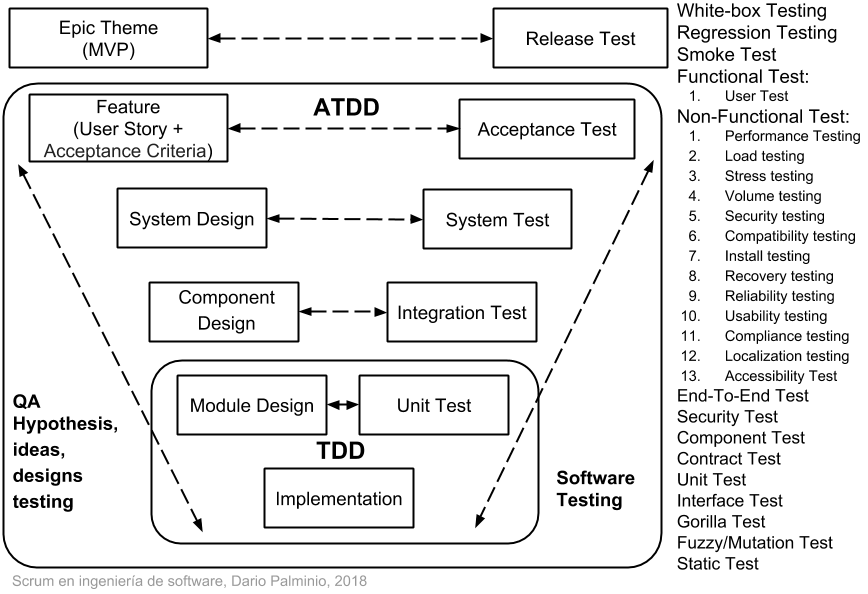 Epic Theme
(MVP)
Release Test
ATDD
Feature
(User Story +
Acceptance Criteria)
Acceptance Test
System Design
System Test
Component
Design
Integration Test
Module Design
Unit Test
TDD
Implementation
QA
Hypothesis,
ideas,
designs
testing
Software
Testing
Scrum en ingeniería de software, Dario Palminio, 2018
White-box Testing
Regression Testing
Smoke Test
Functional Test:
1. User Test
Non-Functional Test:
1. Performance Testing
2. Load testing
3. Stress testing
4. Volume testing
5. Security testing
6. Compatibility testing
7. Install testing
8. Recovery testing
9. Reliability testing
10. Usability testing
11. Compliance testing
12. Localization testing
13. Accessibility Test
End-To-End Test
Security Test
Component Test
Contract Test
Unit Test
Interface Test
Gorilla Test
Fuzzy/Mutation Test
Static Test